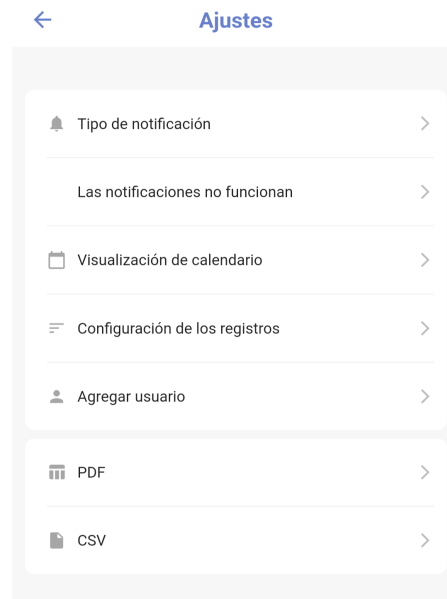 Ajustes
Tipo de notificación
Las notificaciones no funcionan
Visualización de calendario
Configuración de los registros
Agregar usuario
PDF
CSV